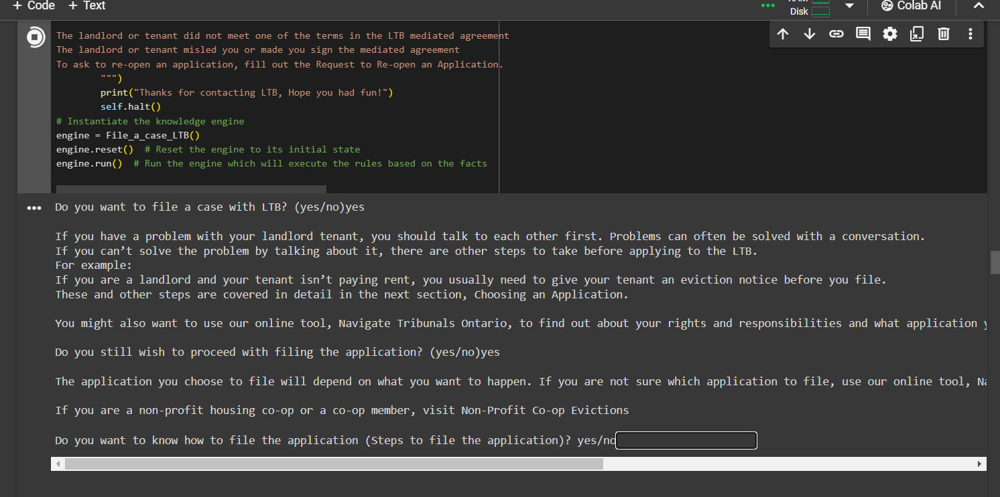 + Code + Text
RAM
Disk
Colab AI
The landlord or tenant did not meet one of the terms in the LTB mediated agreement
The landlord or tenant misled you or made you sign the mediated agreement
To ask to re-open an application, fill out the Request to Re-open an Application.
""")
print("Thanks for contacting LTB, Hope you had fun!")
self.halt()
# Instantiate the knowledge engine
engine = File_a_case_LTB()
engine.reset()  # Reset the engine to its initial state
engine.run()  # Run the engine which will execute the rules based on the facts
Do you want to file a case with LTB? (yes/no)yes
If you have a problem with your landlord tenant, you should talk to each other first. Problems can often be solved with a conversation.
If you can’t solve the problem by talking about it, there are other steps to take before applying to the LTB.
For example:
If you are a landlord and your tenant isn’t paying rent, you usually need to give your tenant an eviction notice before you file.
These and other steps are covered in detail in the next section, Choosing an Application.
You might also want to use our online tool, Navigate Tribunals Ontario, to find out about your rights and responsibilities and what application
Do you still wish to proceed with filing the application? (yes/no)yes
The application you choose to file will depend on what you want to happen. If you are not sure which application to file, use our online tool,
If you are a non-profit housing co-op or a co-op member, visit Non-Profit Co-op Evictions
Do you want to know how to file the application (Steps to file the application)? yes/no